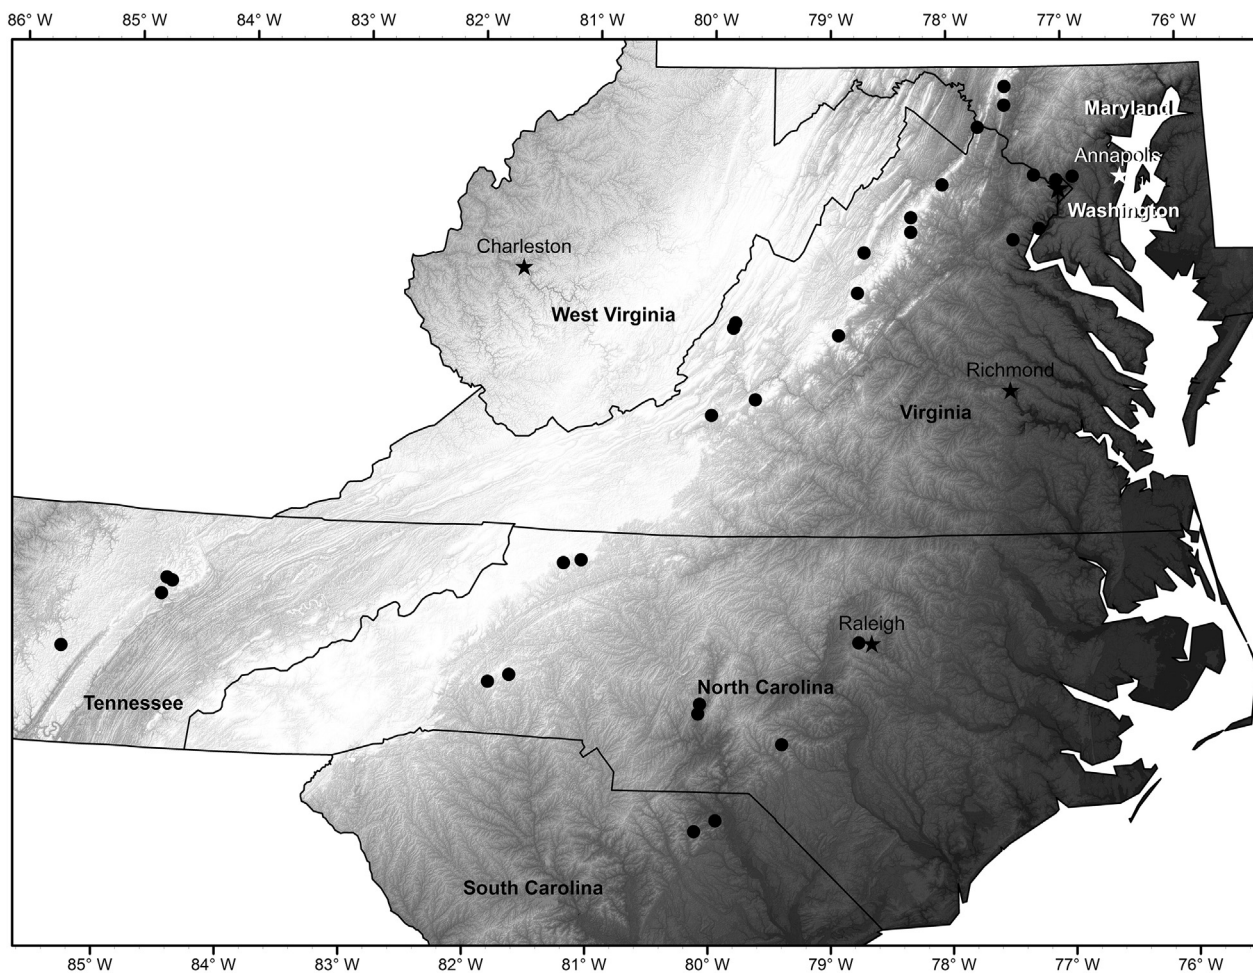 86° W 85° W 84° W 83° W 82° W 81° W 80° W 79° W 78° W 77° W 76° W
Maryland
Annapolis
Washington
Charleston
West Virginia
Richmond
Virginia
Raleigh
North Carolina
Tennessee
South Carolina
85° W 84° W 83° W 82° W 81° W 80° W 79° W 78° W 77° W 76° W